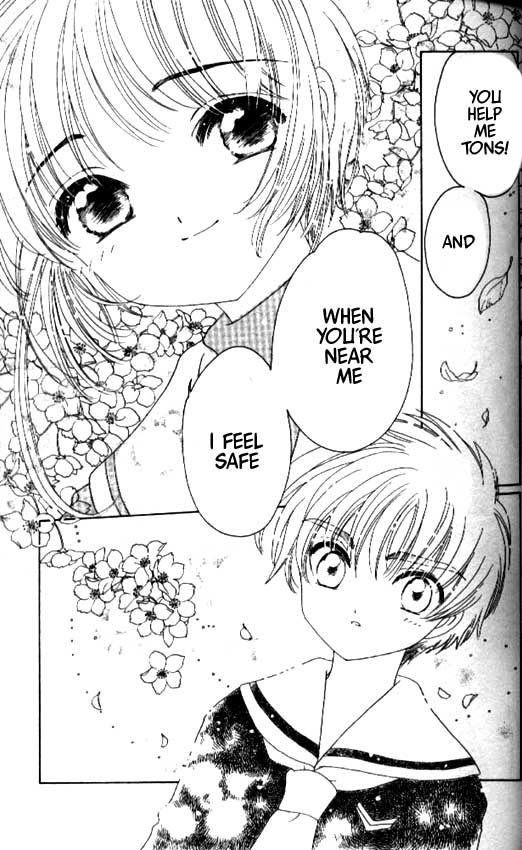 YOU
HELP
ME
TONS!
AND
WHEN
YOU'RE
NEAR
ME
I FEEL
SAFE